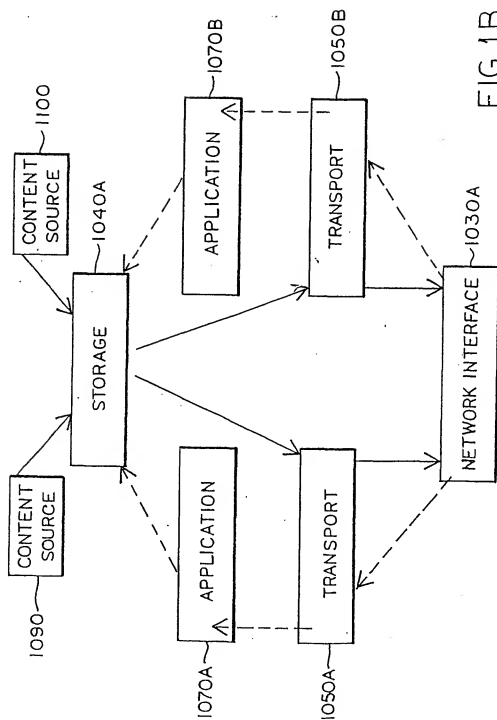 1090
CONTENT
SOURCE
CONTENT
SOURCE
1100
STORAGE
1040A
1070A
APPLICATION
APPLICATION
1070B
1050A
TRANSPORT
TRANSPORT
1050B
NETWORK INTERFACE
1030A
FIG. 1B